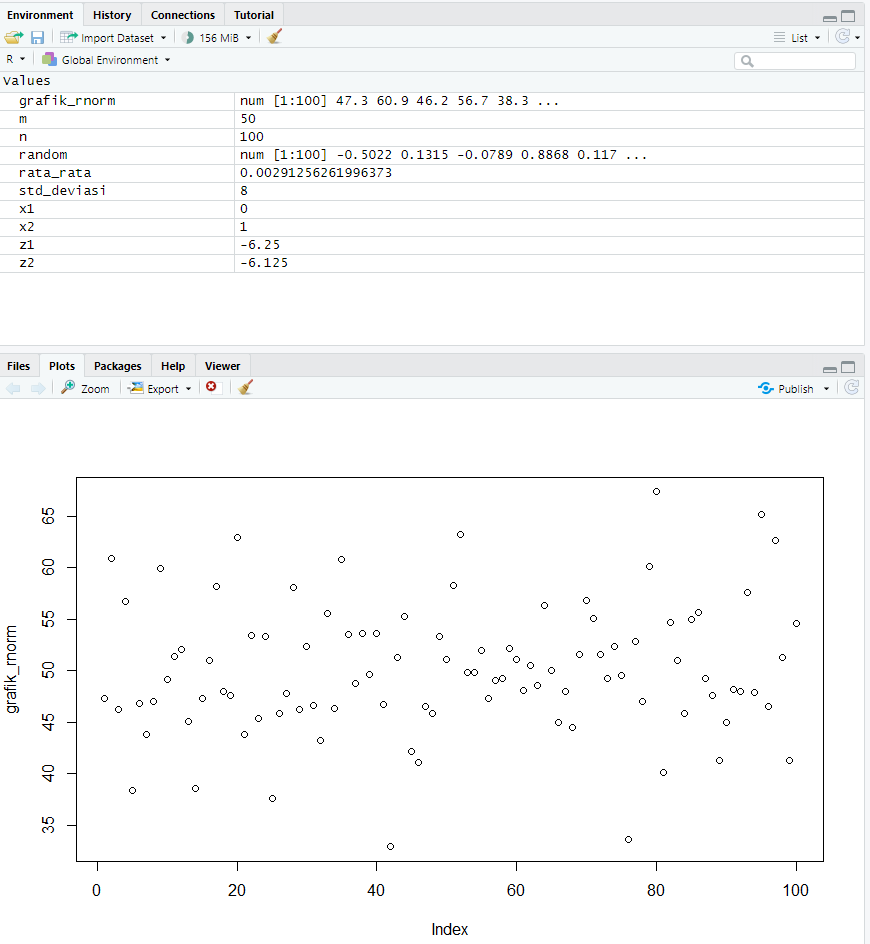 Environment History Connections Tutorial
Import Dataset 156 MiB List
R Global Environment
Values
grafik_rnorm num [1:100] 47.3 60.9 46.2 56.7 38.3 ...
m 50
n 100
random num [1:100] -0.5022 0.1315 -0.0789 0.8868 0.117 ...
rata_rata 0.00291256261996373
std_deviasi 8
x1 0
x2 1
z1 -6.25
z2 -6.125
Files Plots Packages Help Viewer
Zoom Export Publish
65
60
55
50
45
40
35
grafik_rnorm
0 20 40 60 80 100
Index